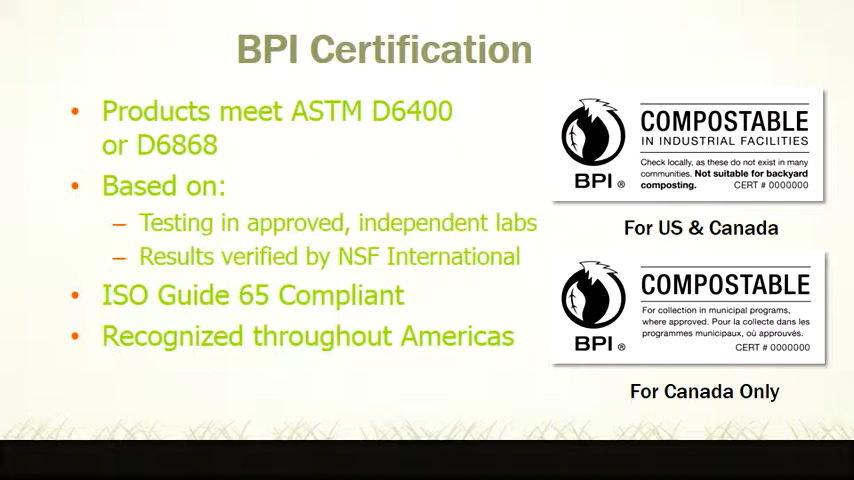 BPI Certification
• Products meet ASTM D6400
or D6868
• Based on:
– Testing in approved, independent labs
– Results verified by NSF International
• ISO Guide 65 Compliant
• Recognized throughout Americas
BPI ®
COMPOSTABLE
IN INDUSTRIAL FACILITIES
Check locally, as these do not exist in many
communities. Not suitable for backyard
composting. CERT # 0000000
For US & Canada
BPI ®
COMPOSTABLE
For collection in municipal programs,
where approved. Pour la collecte dans les
programmes municipaux, où approuvés.
CERT # 0000000
For Canada Only